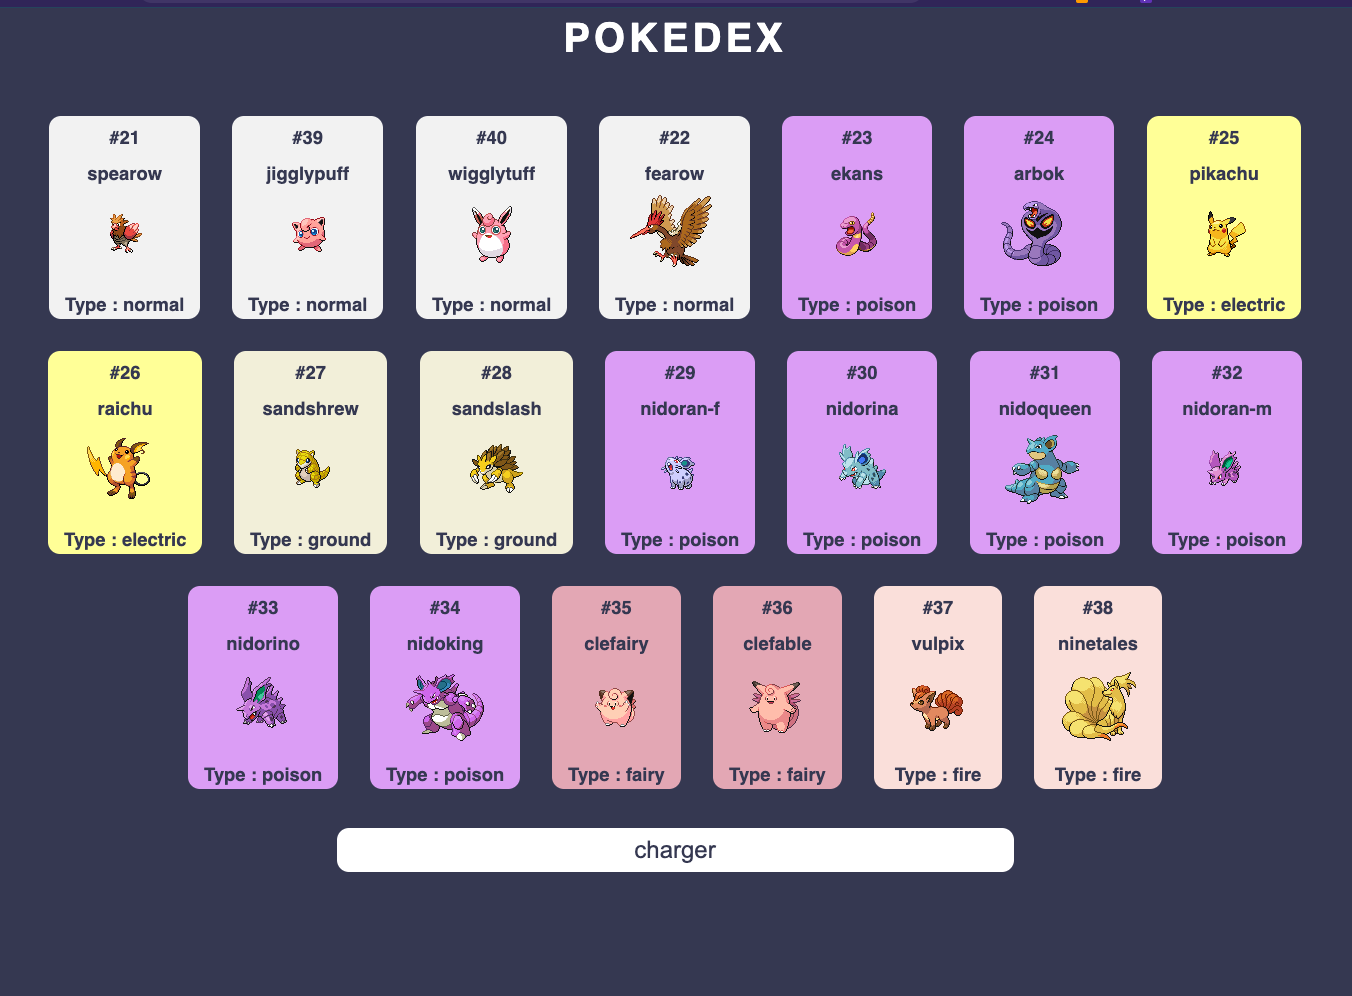 POKEDEX
#21
spearow
Type : normal
#39
jigglypuff
Type : normal
#40
wigglytuff
Type : normal
#22
fearow
Type : normal
#23
ekans
Type : poison
#24
arbok
Type : poison
#25
pikachu
Type : electric
#26
raichu
Type : electric
#27
sandshrew
Type : ground
#28
sandslash
Type : ground
#29
nidoran-f
Type : poison
#30
nidorina
Type : poison
#31
nidoqueen
Type : poison
#32
nidoran-m
Type : poison
#33
nidorino
Type : poison
#34
nidoking
Type : poison
#35
clefairy
Type : fairy
#36
clefable
Type : fairy
#37
vulpix
Type : fire
#38
ninetales
Type : fire
charger